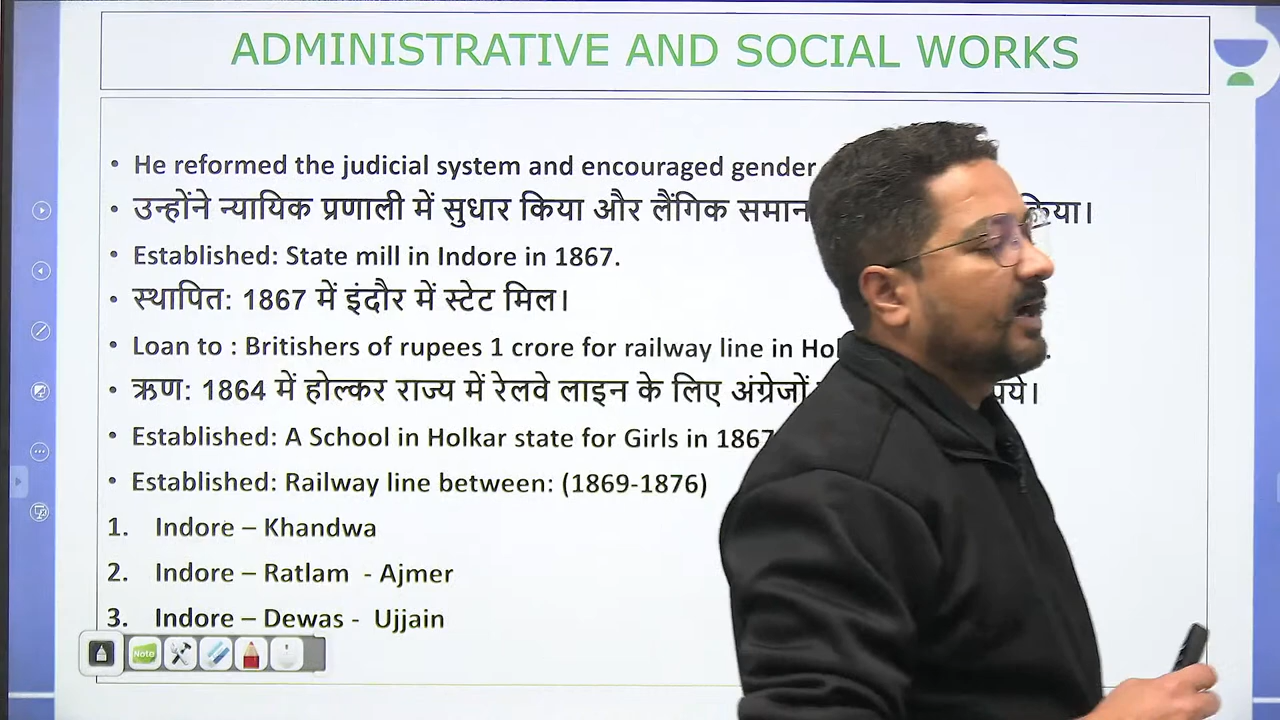 ADMINISTRATIVE AND SOCIAL WORKS
• He reformed the judicial system and encouraged gender
• उन्होंने न्यायिक प्रणाली में सुधार किया और लैंगिक किया।
• Established: State mill in Indore in 1867.
• स्थापित: 1867 में इंदौर में स्टेट मिल।
• Loan to : Britishers of rupees 1 crore for railway line in
• ऋण: 1864 में होल्कर राज्य में रेलवे लाइन के लिए अंग्रेजों
• Established: A School in Holkar state for Girls in 1867
• Established: Railway line between: (1869-1876)
1. Indore – Khandwa
2. Indore – Ratlam - Ajmer
3. Indore – Dewas - Ujjain
Note